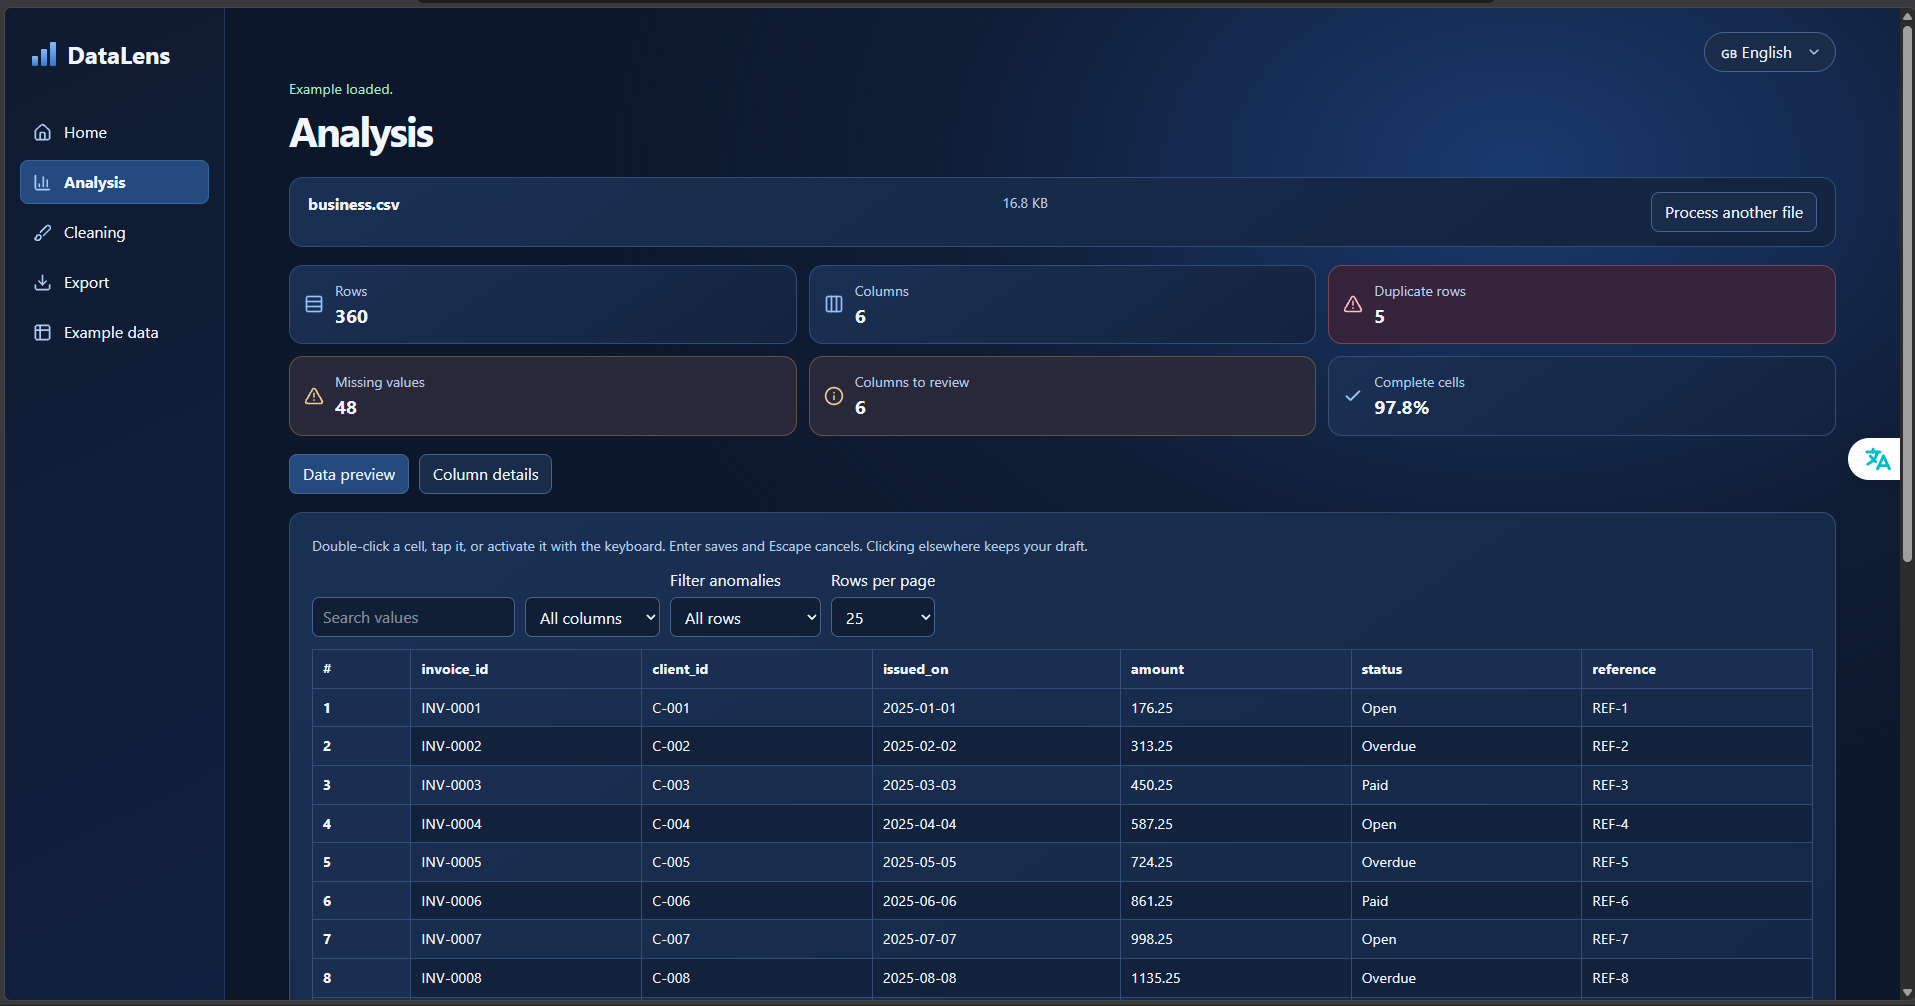 DataLens
Home
Analysis
Cleaning
Export
Example data
GB English
Example loaded.
Analysis
business.csv
16.8 KB
Process another file
Rows
360
Columns
6
Duplicate rows
5
Missing values
48
Columns to review
6
Complete cells
97.8%
Data preview
Column details
Double-click a cell, tap it, or activate it with the keyboard. Enter saves and Escape cancels. Clicking elsewhere keeps your draft.
Filter anomalies
Rows per page
Search values
All columns
All rows
25
# invoice_id client_id issued_on amount status reference
1 INV-0001 C-001 2025-01-01 176.25 Open REF-1
2 INV-0002 C-002 2025-02-02 313.25 Overdue REF-2
3 INV-0003 C-003 2025-03-03 450.25 Paid REF-3
4 INV-0004 C-004 2025-04-04 587.25 Open REF-4
5 INV-0005 C-005 2025-05-05 724.25 Overdue REF-5
6 INV-0006 C-006 2025-06-06 861.25 Paid REF-6
7 INV-0007 C-007 2025-07-07 998.25 Open REF-7
8 INV-0008 C-008 2025-08-08 1135.25 Overdue REF-8